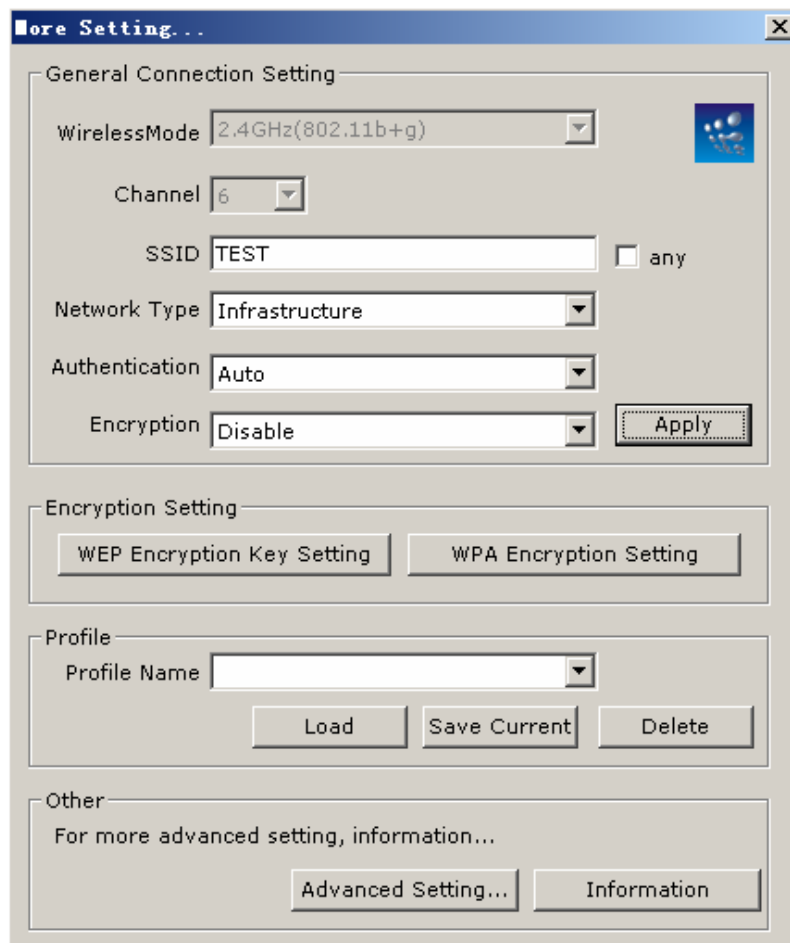 More Setting...
General Connection Setting
WirelessMode 2.4GHz(802.11b+g)
Channel 6
SSID TEST any
Network Type Infrastructure
Authentication Auto
Encryption Disable Apply
Encryption Setting
WEP Encryption Key Setting WPA Encryption Setting
Profile
Profile Name
Load Save Current Delete
Other
For more advanced setting, information...
Advanced Setting... Information